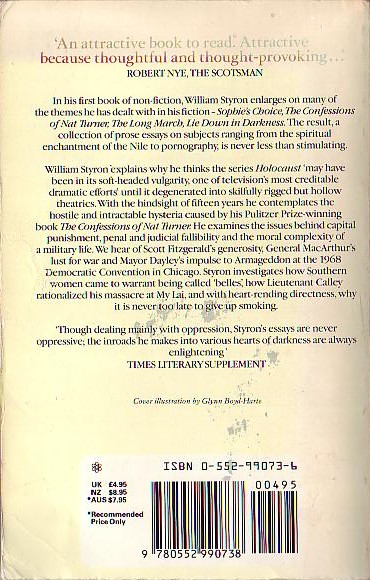 'An attractive book to read. Attractive
because thoughtful and thought-provoking...'
ROBERT NYE, THE SCOTSMAN
In his first book of non-fiction, William Styron enlarges on many of
the themes he has dealt with in his fiction - Sophie's Choice, The Confessions
of Nat Turner, The Long March, Lie Down in Darkness. The result, a
collection of prose essays on subjects ranging from the spiritual
enchantment of the Nile to pornography, is never less than stimulating.
William Styron explains why he thinks the series Holocaust 'may have
been in its soft-headed vulgarity, one of television's most creditable
dramatic efforts' until it degenerated into skilfully rigged but hollow
theatrics. With the hindsight of fifteen years he contemplates the
hostile and intractable hysteria caused by his Pulitzer Prize-winning
book The Confessions of Nat Turner. He examines the issues behind capital
punishment, penal and judicial fallibility and the moral complexity of
a military life. We hear of Scott Fitzgerald's generosity, General MacArthur's
lust for war and Mayor Dayley's impulse to Armageddon at the 1968
Democratic Convention in Chicago. Styron investigates how Southern
women came to warrant being called 'belles', how Lieutenant Calley
rationalized his massacre at My Lai, and with heart-rending directness, why
it is never too late to give up smoking.
'Though dealing mainly with oppression, Styron's essays are never
oppressive; the inroads he makes into various hearts of darkness are always
enlightening'
TIMES LITERARY SUPPLEMENT
Cover illustration by Glynn Boyd-Harte
ISBN 0-552-99073-6
UK £4.95
NZ $8.95
*AUS $7.95
*Recommended
Price Only
00495
9 780552 990738